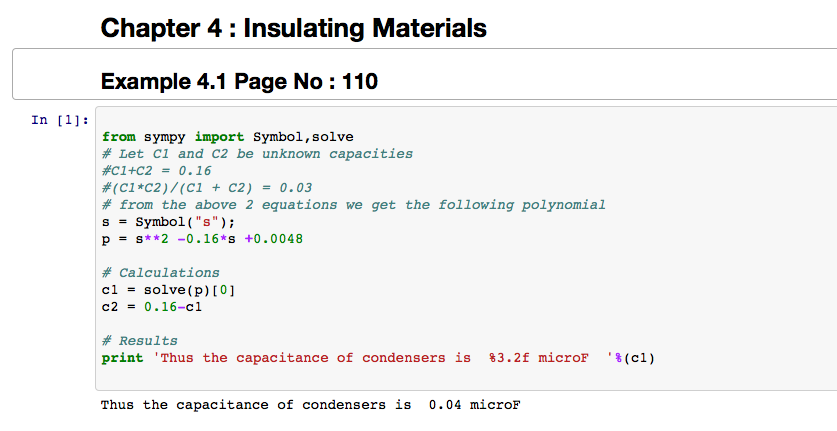 Chapter 4 : Insulating Materials
Example 4.1 Page No : 110
In [1]:
from sympy import Symbol,solve
# Let C1 and C2 be unknown capacities
#C1+C2 = 0.16
#(C1*C2)/(C1 + C2) = 0.03
# from the above 2 equations we get the following polynomial
s = Symbol("s");
p = s**2 -0.16*s +0.0048
# Calculations
c1 = solve(p)[0]
c2 = 0.16-c1
# Results
print 'Thus the capacitance of condensers is  %3.2f microF  '%(c1)
Thus the capacitance of condensers is  0.04 microF